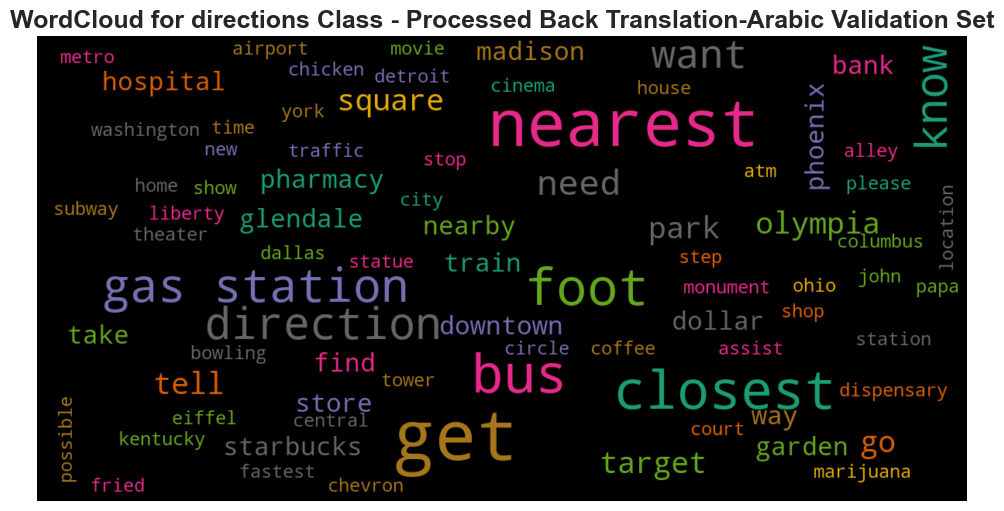 WordCloud for directions Class - Processed Back Translation-Arabic Validation Set
metro
airport
movie
madison
want
bank
know
hospital
chicken
detroit
square
cinema
house
nearest
york
washington
time
new
traffic
stop
atm
phoenix
alley
please
home
show
pharmacy
city
need
subway
liberty
glendale
nearby
park
olympia
location
theater
columbus
dallas
statue
train
step
gas station
foot
monument
ohio
john
papa
direction
downtown
dollar
shop
station
take
bowling
find
circle
coffee
assist
tell
tower
bus
closest
dispensary
store
possible
eiffel
central
get
way
kentucky
starbucks
court
garden
go
fastest
target
marijuana
fried
chevron